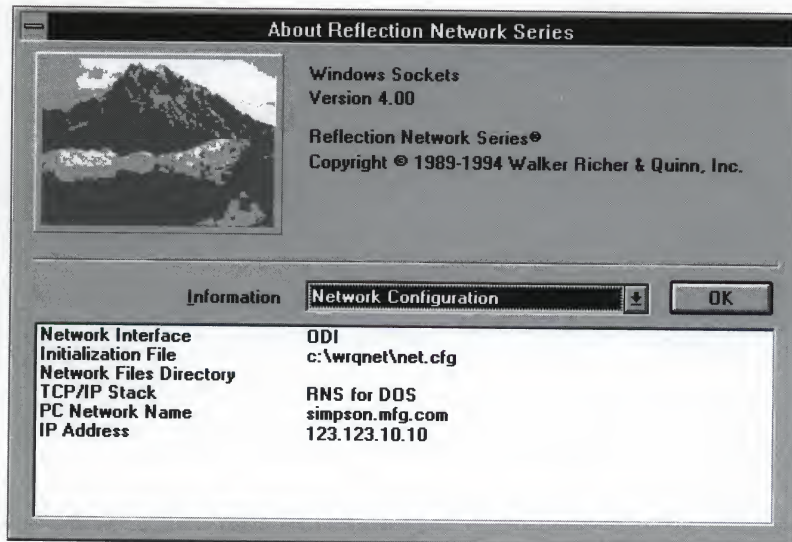 About Reflection Network Series
Windows Sockets
Version 4.00
Reflection Network Series®
Copyright © 1989-1994 Walker Richer & Quinn, Inc.
Information Network Configuration OK
Network Interface ODI
Initialization File c:\wrqnet\net.cfg
Network Files Directory
TCP/IP Stack RNS for DOS
PC Network Name simpson.mfg.com
IP Address 123.123.10.10